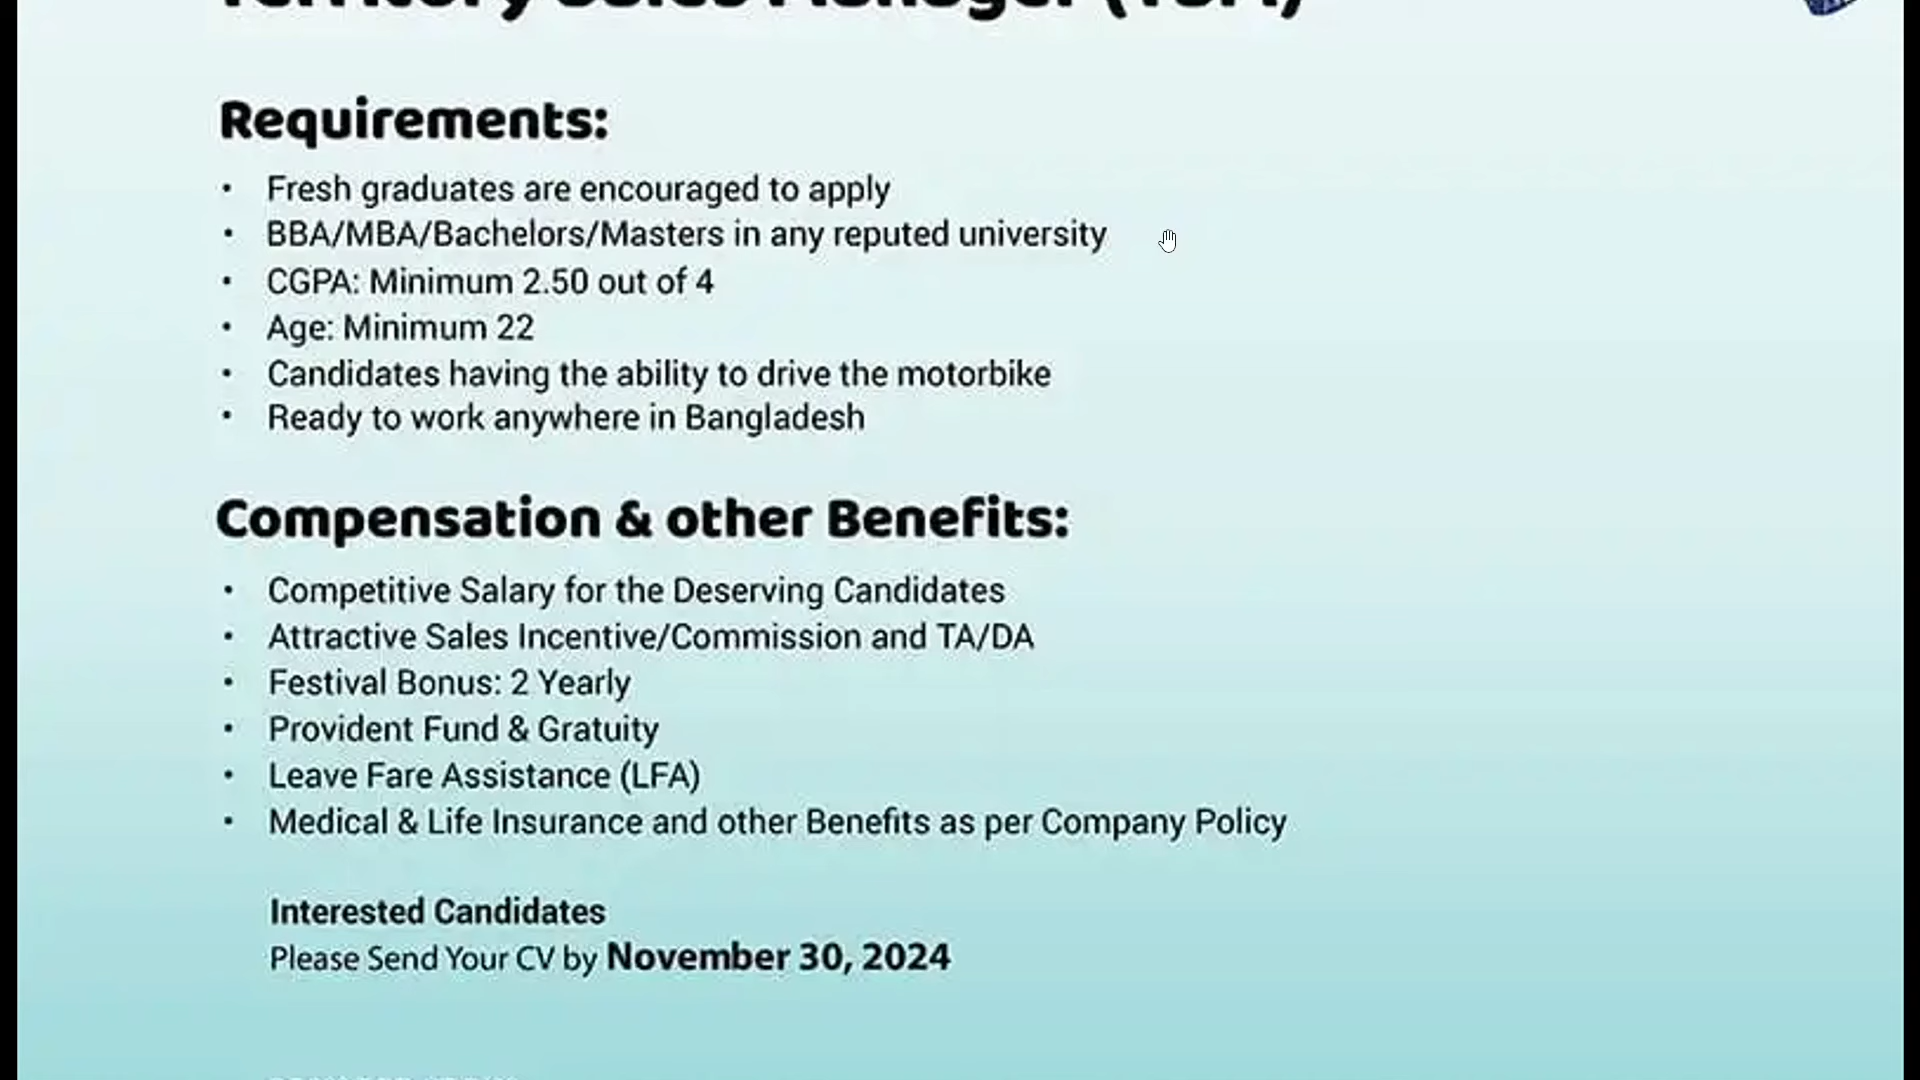 Territory Sales Manager (TSM)
Requirements:
• Fresh graduates are encouraged to apply
• BBA/MBA/Bachelors/Masters in any reputed university
• CGPA: Minimum 2.50 out of 4
• Age: Minimum 22
• Candidates having the ability to drive the motorbike
• Ready to work anywhere in Bangladesh
Compensation & other Benefits:
• Competitive Salary for the Deserving Candidates
• Attractive Sales Incentive/Commission and TA/DA
• Festival Bonus: 2 Yearly
• Provident Fund & Gratuity
• Leave Fare Assistance (LFA)
• Medical & Life Insurance and other Benefits as per Company Policy
Interested Candidates
Please Send Your CV by November 30, 2024